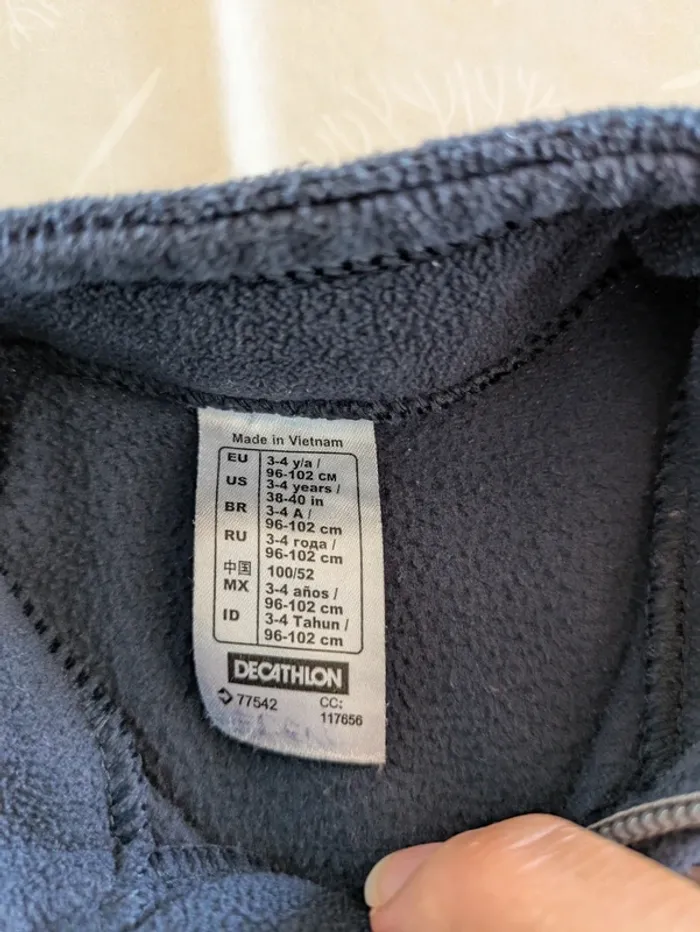 Made in Vietnam
EU 3-4 y/a /
96-102 CM
US 3-4 years /
38-40 in
BR 3-4 A /
96-102 cm
RU 3-4 года /
96-102 cm
中国 100/52
MX 3-4 años /
96-102 cm
ID 3-4 Tahun /
96-102 cm
DECATHLON
77542 CC:
117656